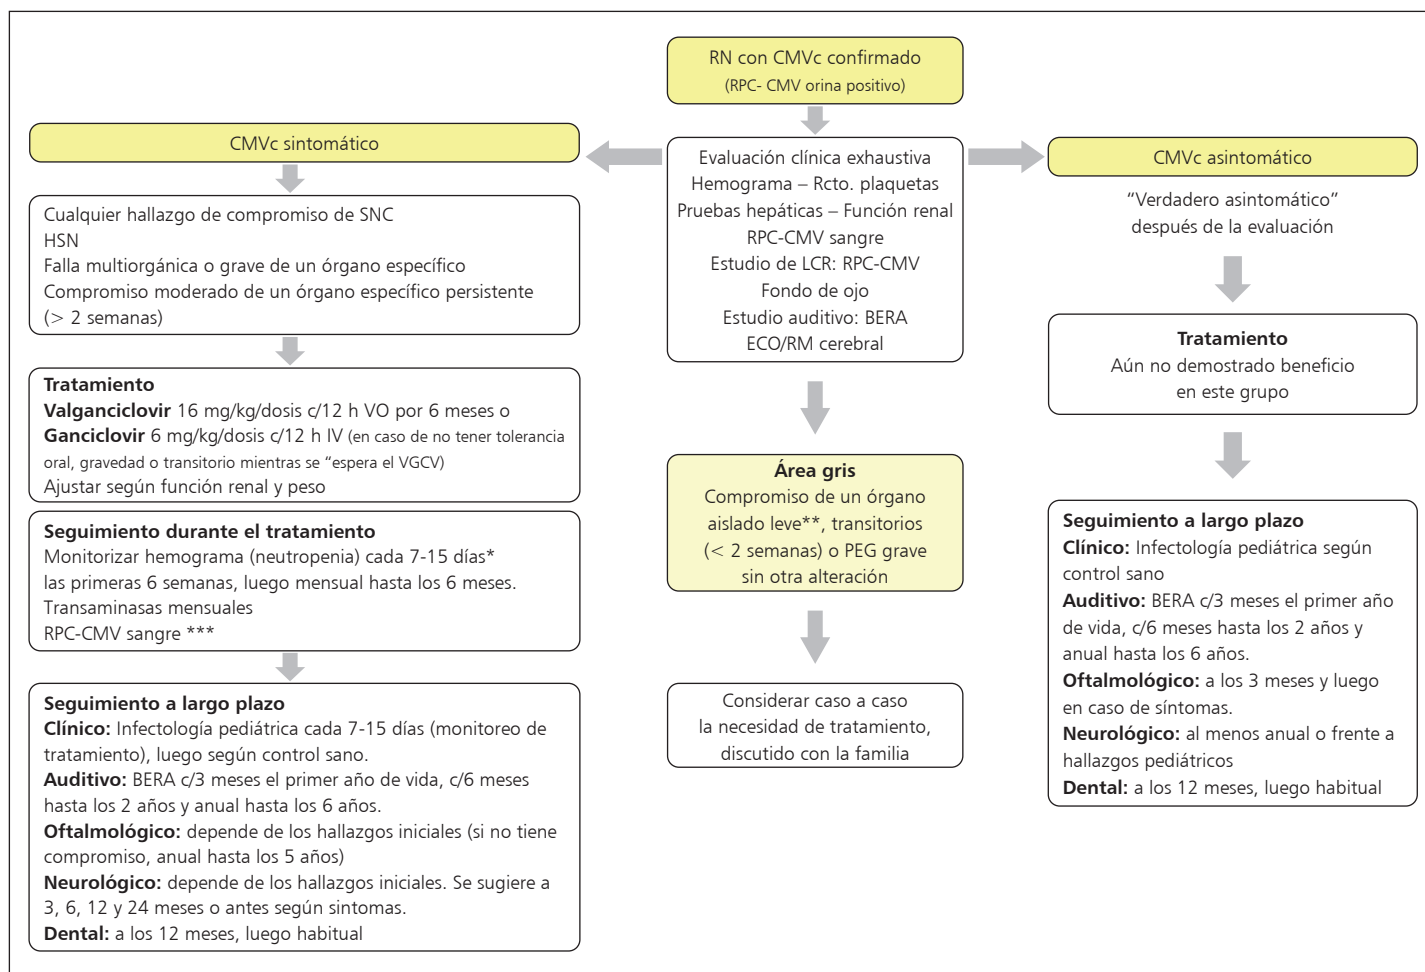 RN con CMVc confirmado
(RPC- CMV orina positivo)
CMVc sintomático
Cualquier hallazgo de compromiso de SNC
HSN
Falla multiorgánica o grave de un órgano específico
Compromiso moderado de un órgano específico persistente
(> 2 semanas)
Tratamiento
Valganciclovir 16 mg/kg/dosis c/12 h VO por 6 meses o
Ganciclovir 6 mg/kg/dosis c/12 h IV (en caso de no tener tolerancia
oral, gravedad o transitorio mientras se “espera el VGCV)
Ajustar según función renal y peso
Seguimiento durante el tratamiento
Monitorizar hemograma (neutropenia) cada 7-15 días*
las primeras 6 semanas, luego mensual hasta los 6 meses.
Transaminasas mensuales
RPC-CMV sangre ***
Seguimiento a largo plazo
Clínico: Infectología pediátrica cada 7-15 días (monitoreo de
tratamiento), luego según control sano.
Auditivo: BERA c/3 meses el primer año de vida, c/6 meses
hasta los 2 años y anual hasta los 6 años.
Oftalmológico: depende de los hallazgos iniciales (si no tiene
compromiso, anual hasta los 5 años)
Neurológico: depende de los hallazgos iniciales. Se sugiere a
3, 6, 12 y 24 meses o antes según sintomas.
Dental: a los 12 meses, luego habitual
Evaluación clínica exhaustiva
Hemograma – Rcto. plaquetas
Pruebas hepáticas – Función renal
RPC-CMV sangre
Estudio de LCR: RPC-CMV
Fondo de ojo
Estudio auditivo: BERA
ECO/RM cerebral
Área gris
Compromiso de un órgano
aislado leve**, transitorios
(< 2 semanas) o PEG grave
sin otra alteración
Considerar caso a caso
la necesidad de tratamiento,
discutido con la familia
CMVc asintomático
“Verdadero asintomático”
después de la evaluación
Tratamiento
Aún no demostrado beneficio
en este grupo
Seguimiento a largo plazo
Clínico: Infectología pediátrica según
control sano
Auditivo: BERA c/3 meses el primer año
de vida, c/6 meses hasta los 2 años y
anual hasta los 6 años.
Oftalmológico: a los 3 meses y luego
en caso de síntomas.
Neurológico: al menos anual o frente a
hallazgos pediátricos
Dental: a los 12 meses, luego habitual